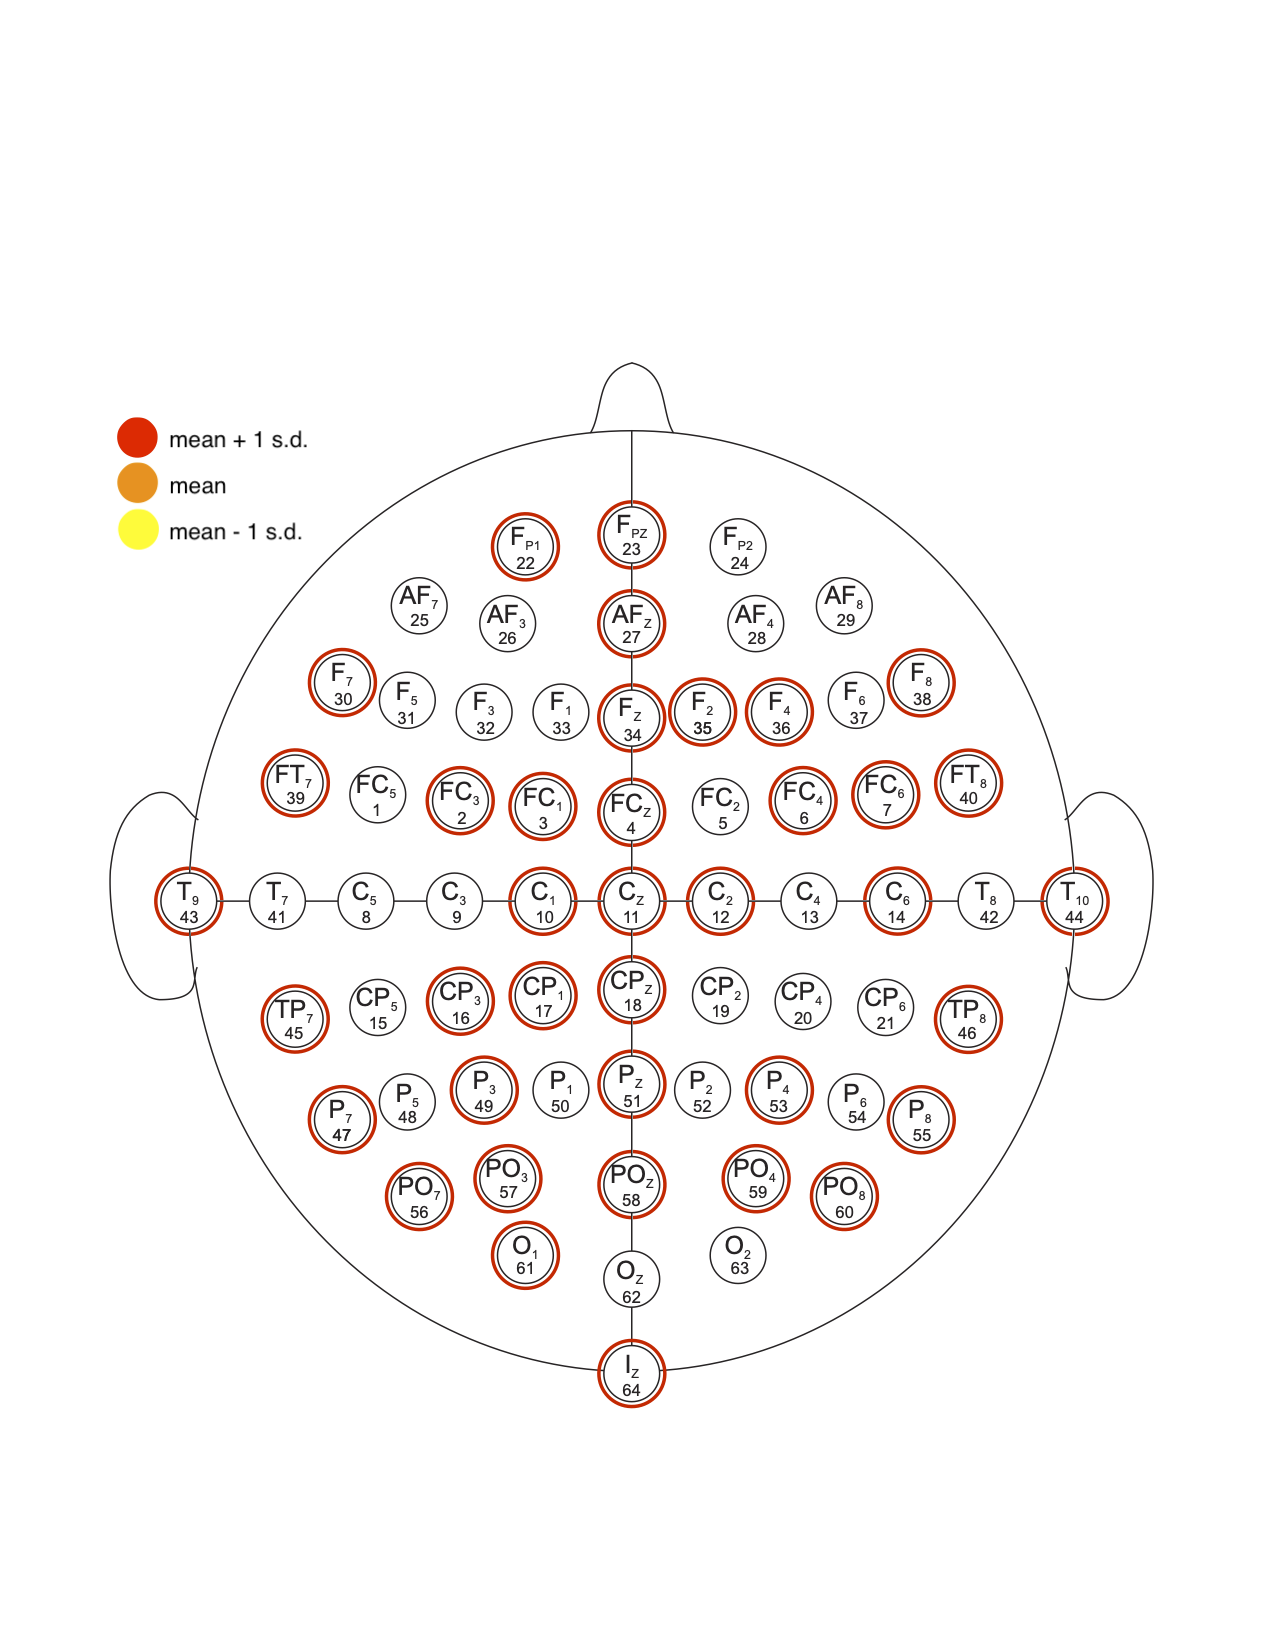 mean + 1 s.d.
mean
mean - 1 s.d.
FP1 22
FPZ 23
FP2 24
AF7 25
AF3 26
AFZ 27
AF4 28
AF8 29
F7 30
F5 31
F3 32
F1 33
FZ 34
F2 35
F4 36
F6 37
F8 38
FT7 39
FC5 1
FC3 2
FC1 3
FCZ 4
FC2 5
FC4 6
FC6 7
FT8 40
T9 43
T7 41
C5 8
C3 9
C1 10
CZ 11
C2 12
C4 13
C6 14
T8 42
T10 44
TP7 45
CP5 15
CP3 16
CP1 17
CPZ 18
CP2 19
CP4 20
CP6 21
TP8 46
P7 47
P5 48
P3 49
P1 50
PZ 51
P2 52
P4 53
P6 54
P8 55
PO7 56
PO3 57
POZ 58
PO4 59
PO8 60
O1 61
OZ 62
O2 63
IZ 64